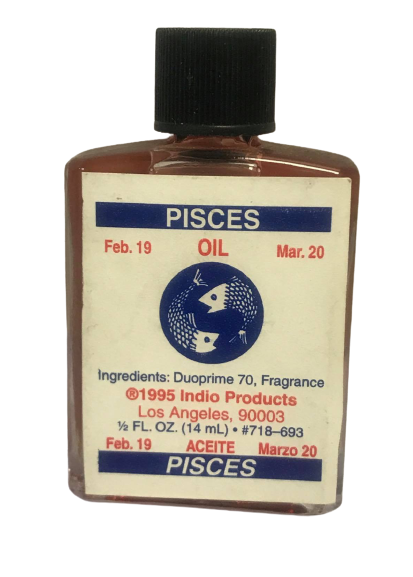 PISCES
Feb. 19 OIL Mar. 20
Ingredients: Duoprime 70, Fragrance
®1995 Indio Products
Los Angeles, 90003
½ FL. OZ. (14 mL) • #718–693
Feb. 19 ACEITE Marzo 20
PISCES